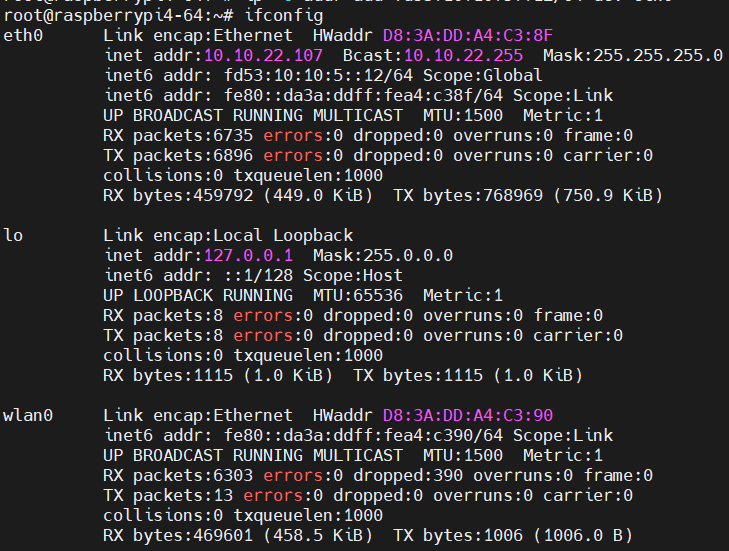 root@raspberrypi4-64:~# ifconfig
eth0      Link encap:Ethernet  HWaddr D8:3A:DD:A4:C3:8F
          inet addr:10.10.22.107  Bcast:10.10.22.255  Mask:255.255.255.0
          inet6 addr: fd53:10:10:5::12/64 Scope:Global
          inet6 addr: fe80::da3a:ddff:fea4:c38f/64 Scope:Link
          UP BROADCAST RUNNING MULTICAST  MTU:1500  Metric:1
          RX packets:6735 errors:0 dropped:0 overruns:0 frame:0
          TX packets:6896 errors:0 dropped:0 overruns:0 carrier:0
          collisions:0 txqueuelen:1000
          RX bytes:459792 (449.0 KiB)  TX bytes:768969 (750.9 KiB)
lo        Link encap:Local Loopback
          inet addr:127.0.0.1  Mask:255.0.0.0
          inet6 addr: ::1/128 Scope:Host
          UP LOOPBACK RUNNING  MTU:65536  Metric:1
          RX packets:8 errors:0 dropped:0 overruns:0 frame:0
          TX packets:8 errors:0 dropped:0 overruns:0 carrier:0
          collisions:0 txqueuelen:1000
          RX bytes:1115 (1.0 KiB)  TX bytes:1115 (1.0 KiB)
wlan0     Link encap:Ethernet  HWaddr D8:3A:DD:A4:C3:90
          inet6 addr: fe80::da3a:ddff:fea4:c390/64 Scope:Link
          UP BROADCAST RUNNING MULTICAST  MTU:1500  Metric:1
          RX packets:6303 errors:0 dropped:390 overruns:0 frame:0
          TX packets:13 errors:0 dropped:0 overruns:0 carrier:0
          collisions:0 txqueuelen:1000
          RX bytes:469601 (458.5 KiB)  TX bytes:1006 (1006.0 B)